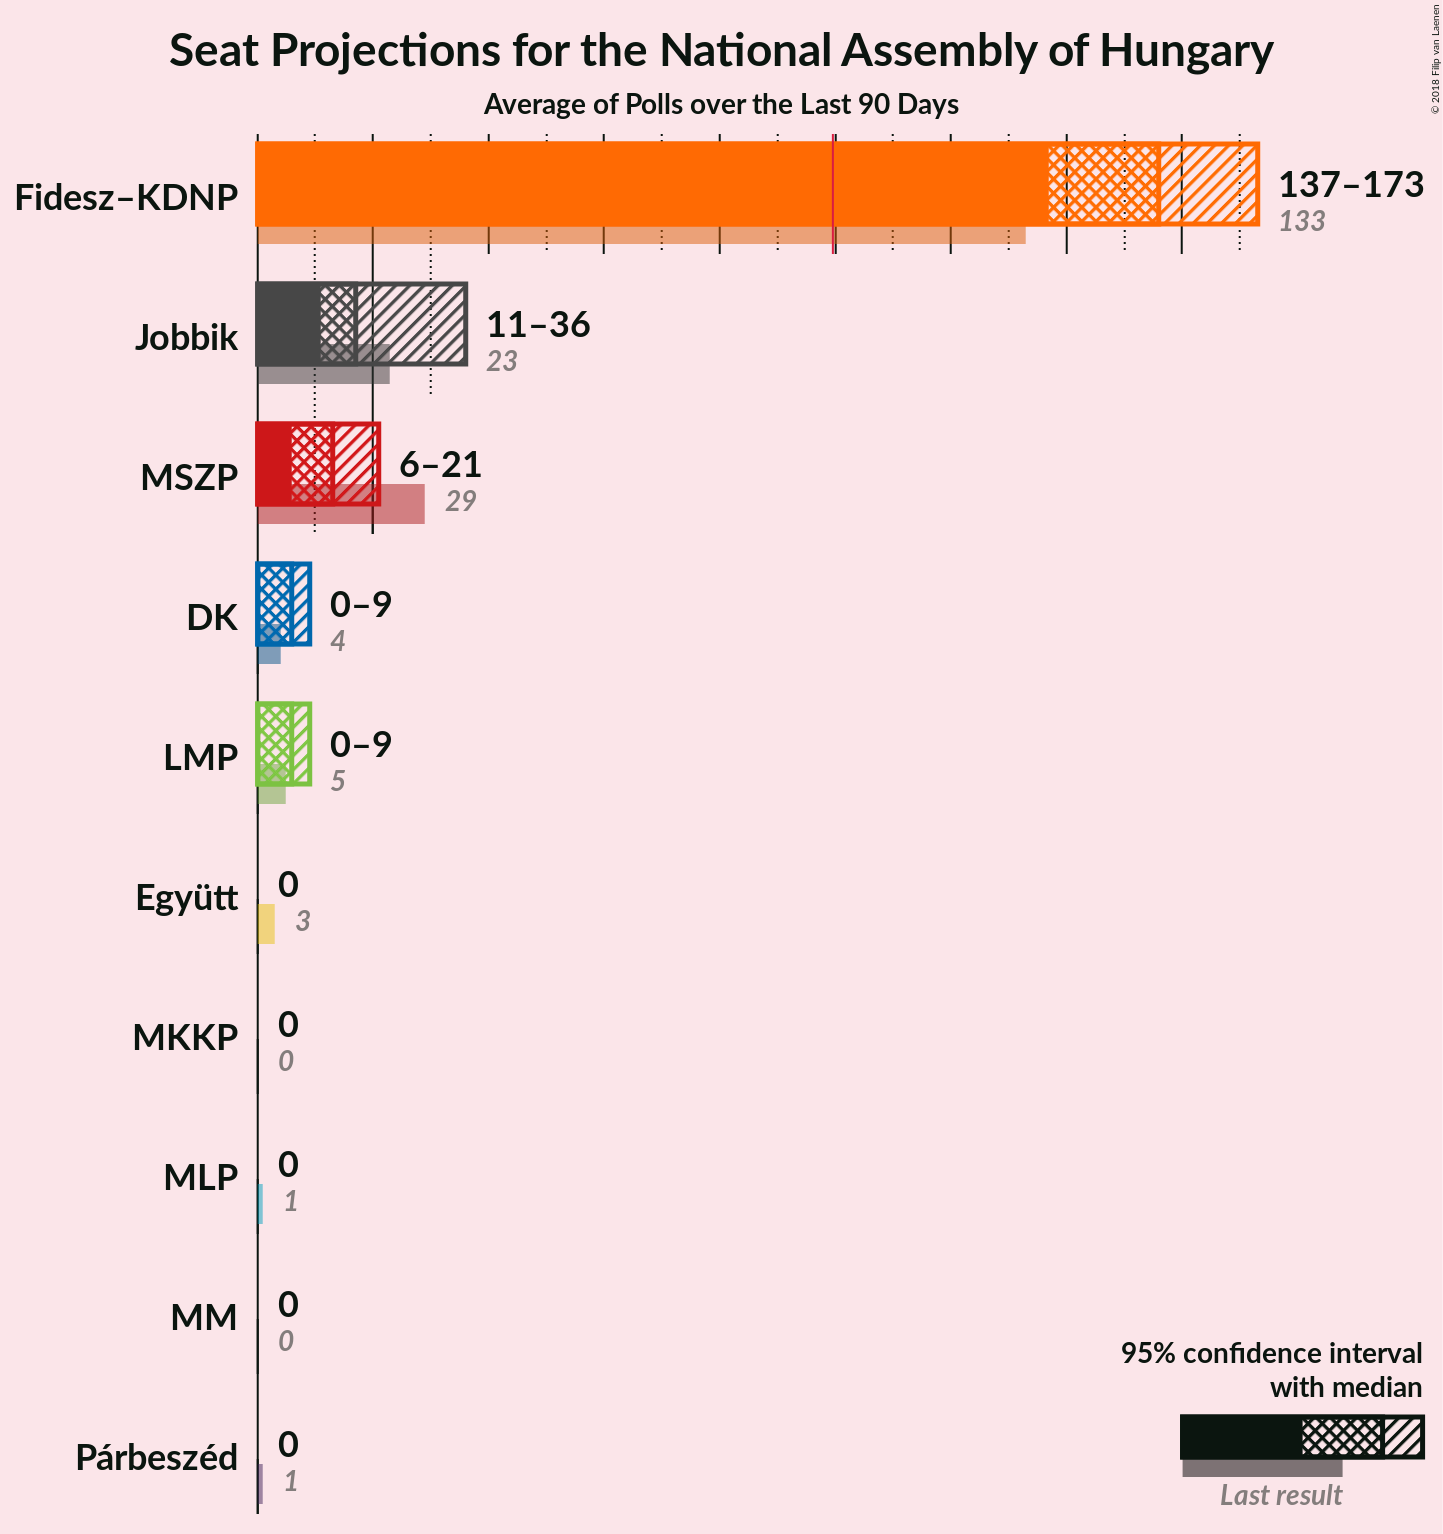 Seat Projections for the National Assembly of Hungary
Average of Polls over the Last 90 Days
© 2018 Filip van Laenen
Fidesz–KDNP
137–173
133
Jobbik
11–36
23
MSZP
6–21
29
DK
0–9
4
LMP
0–9
5
Együtt
0
3
MKKP
0
0
MLP
0
1
MM
0
0
Párbeszéd
0
1
95% confidence interval
with median
Last result